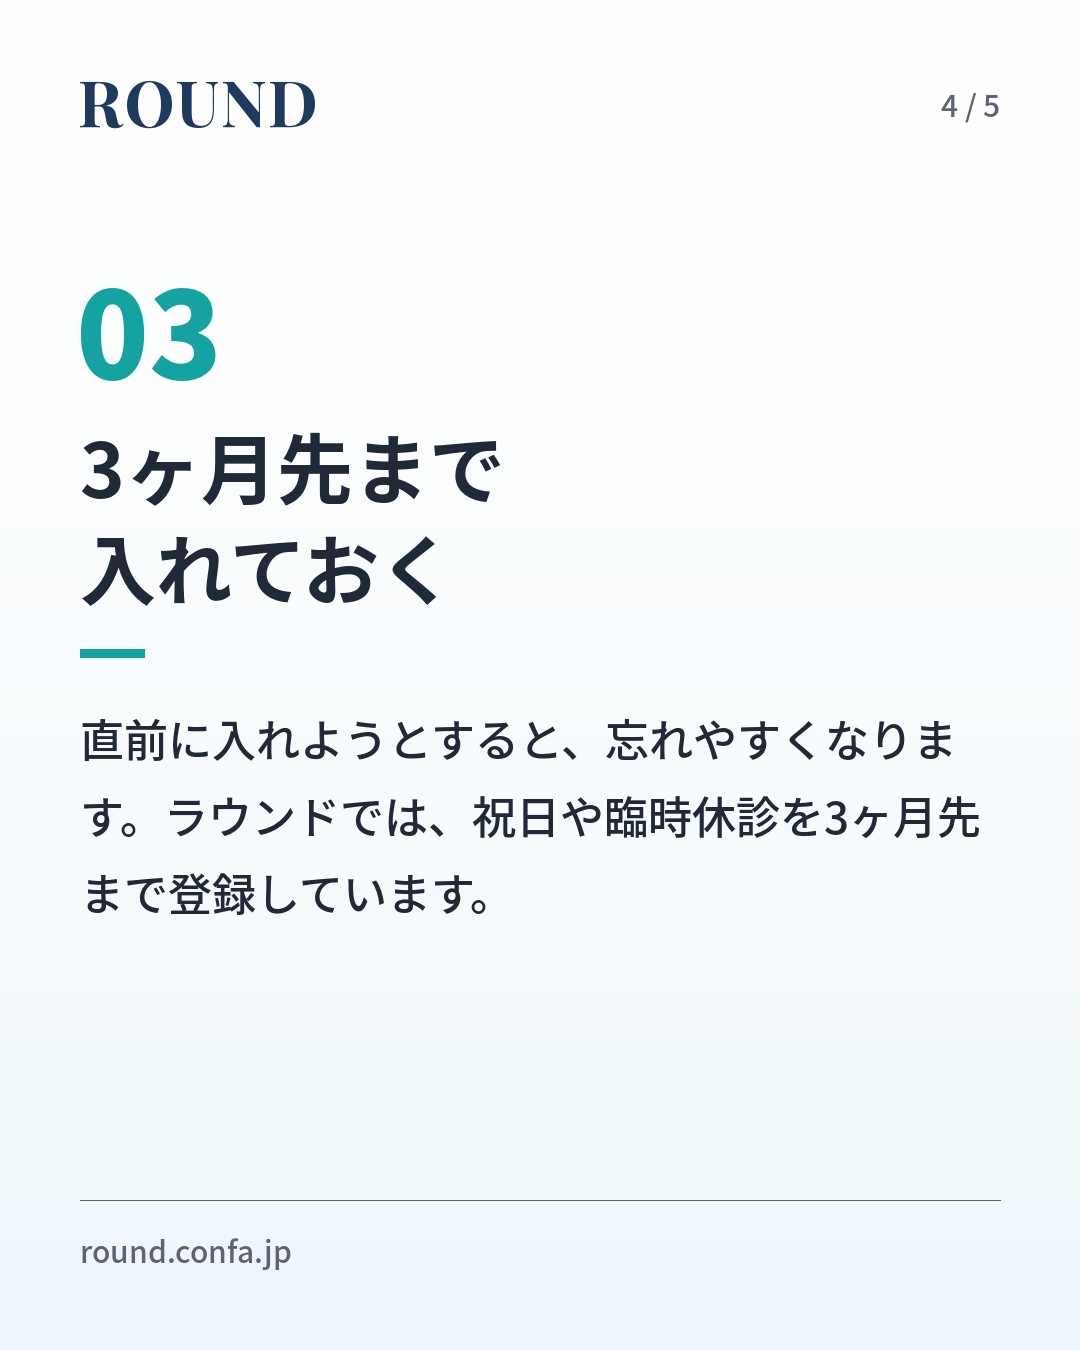 ROUND
4 / 5
03
3ヶ月先まで
入れておく
直前に入れようとすると、忘れやすくなりま
す。ラウンドでは、祝日や臨時休診を3ヶ月先
まで登録しています。
round.confa.jp